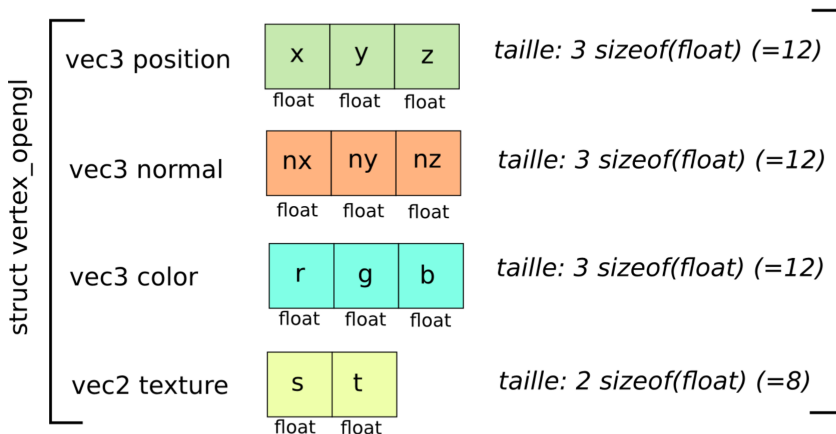 struct vertex_opengl
vec3 position
x y z
float float float
taille: 3 sizeof(float) (=12)
vec3 normal
nx ny nz
float float float
taille: 3 sizeof(float) (=12)
vec3 color
r g b
float float float
taille: 3 sizeof(float) (=12)
vec2 texture
s t
float float
taille: 2 sizeof(float) (=8)